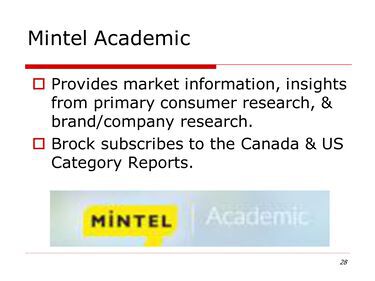 Mintel Academic
Provides market information, insights
from primary consumer research, &
brand/company research.
Brock subscribes to the Canada & US
Category Reports.
MiNTEL Academic
28